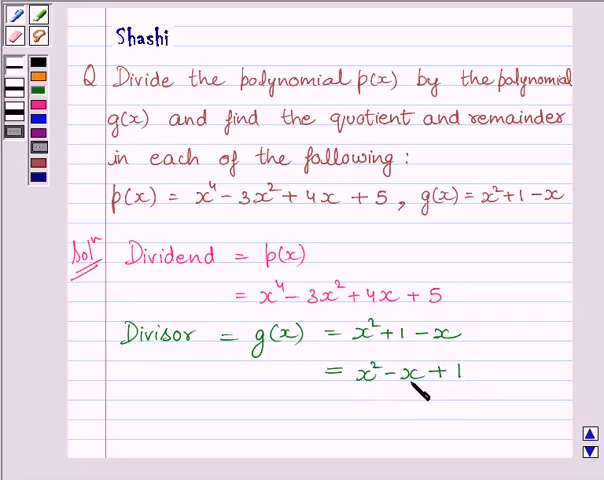 Shashi
Q Divide the polynomial p(x) by the polynomial
g(x) and find the quotient and remainder
in each of the following :
p(x) = x⁴ - 3x² + 4x + 5 , g(x) = x² + 1 - x
Solⁿ Dividend = p(x)
= x⁴ - 3x² + 4x + 5
Divisor = g(x) = x² + 1 - x
= x² - x + 1